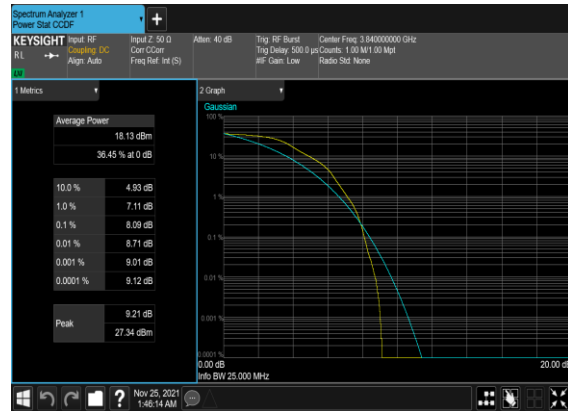 Spectrum Analyzer 1
Power Stat CCDF
+
KEYSIGHT
RL
LV
Input: RF
Coupling: DC
Align: Auto
Input Z: 50 Ω
Corr CCorr
Freq Ref: Int (S)
Atten: 40 dB
Trig: RF Burst
Trig Delay: 500.0 µs
#IF Gain: Low
Center Freq: 3.840000000 GHz
Counts: 1.00 M/1.00 Mpt
Radio Std: None
1 Metrics
Average Power
18.13 dBm
36.45 % at 0 dB
10.0 % 4.93 dB
1.0 % 7.11 dB
0.1 % 8.09 dB
0.01 % 8.71 dB
0.001 % 9.01 dB
0.0001 % 9.12 dB
Peak
9.21 dB
27.34 dBm
2 Graph
Gaussian
100 %
10 %
1 %
0.1 %
0.01 %
0.001 %
0.0001 %
0.00 dB 20.00 dB
Info BW 25.000 MHz
?
Nov 25, 2021
1:46:14 AM